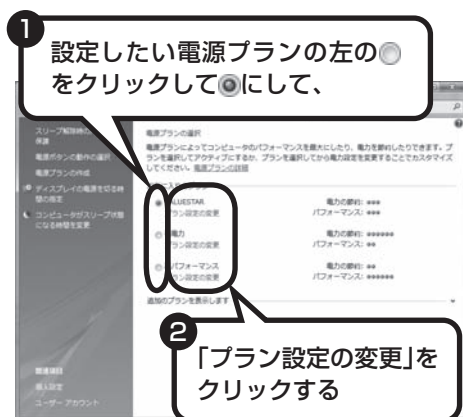 1
設定したい電源プランの左の
をクリックして にして、
スリープ解除時の
保護
電源ボタンの動作の選択
電源プランの作成
ディスプレイの電源を切る時
間の指定
コンピュータがスリープ状態
になる時間を変更
関連項目
個人設定
ユーザー アカウント
電源プランの選択
電源プランによってコンピュータのパフォーマンスを最大にしたり、電力を節約したりできます。プ
ランを選択してアクティブにするか、プランを選択してから電力設定を変更することでカスタマイズ
してください。電源プランの詳細
ALUESTAR
プラン設定の変更
電力の節約:
パフォーマンス:
電力
プラン設定の変更
電力の節約:
パフォーマンス:
パフォーマンス
プラン設定の変更
電力の節約:
パフォーマンス:
追加のプランを表示します
2
「プラン設定の変更」を
クリックする